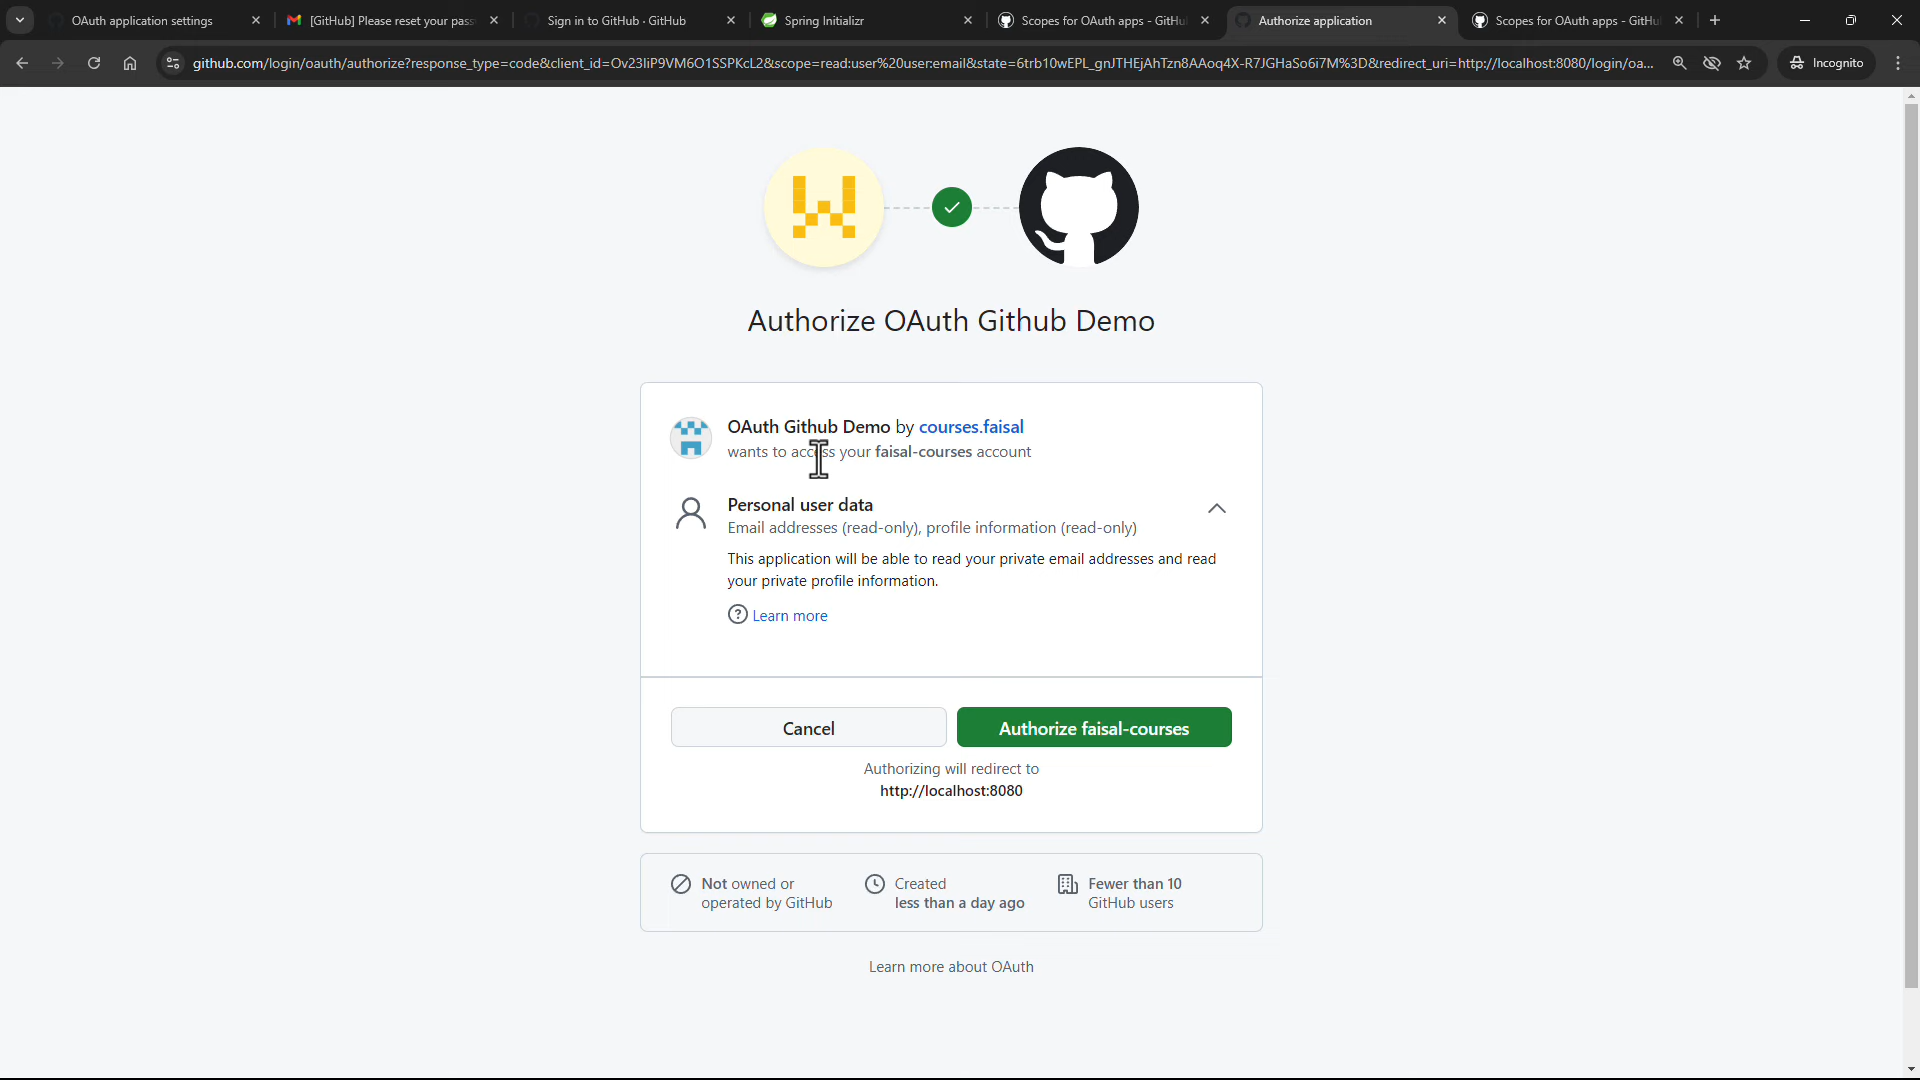 OAuth application settings
[GitHub] Please reset your pass
Sign in to GitHub · GitHub
Spring Initializr
Scopes for OAuth apps - GitHu
Authorize application
Scopes for OAuth apps - GitHu
github.com/login/oauth/authorize?response_type=code&client_id=Ov23liP9VM6O1SSPKcL2&scope=read:user%20user:email&state=6trb10wEPL_gnJTHEjAhTzn8AAoq4X-R7JGHaSo6i7M%3D&redirect_uri=http://localhost:8080/login/oa...
Incognito
Authorize OAuth Github Demo
OAuth Github Demo by courses.faisal
wants to access your faisal-courses account
Personal user data
Email addresses (read-only), profile information (read-only)
This application will be able to read your private email addresses and read
your private profile information.
Learn more
Cancel
Authorize faisal-courses
Authorizing will redirect to
http://localhost:8080
Not owned or
operated by GitHub
Created
less than a day ago
Fewer than 10
GitHub users
Learn more about OAuth